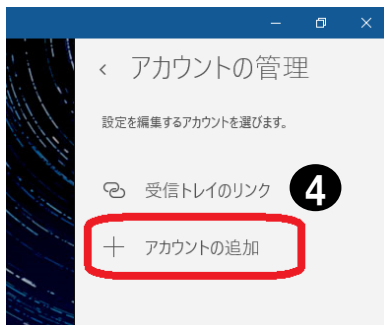 アカウントの管理
設定を編集するアカウントを選びます。
受信トレイのリンク
4
アカウントの追加